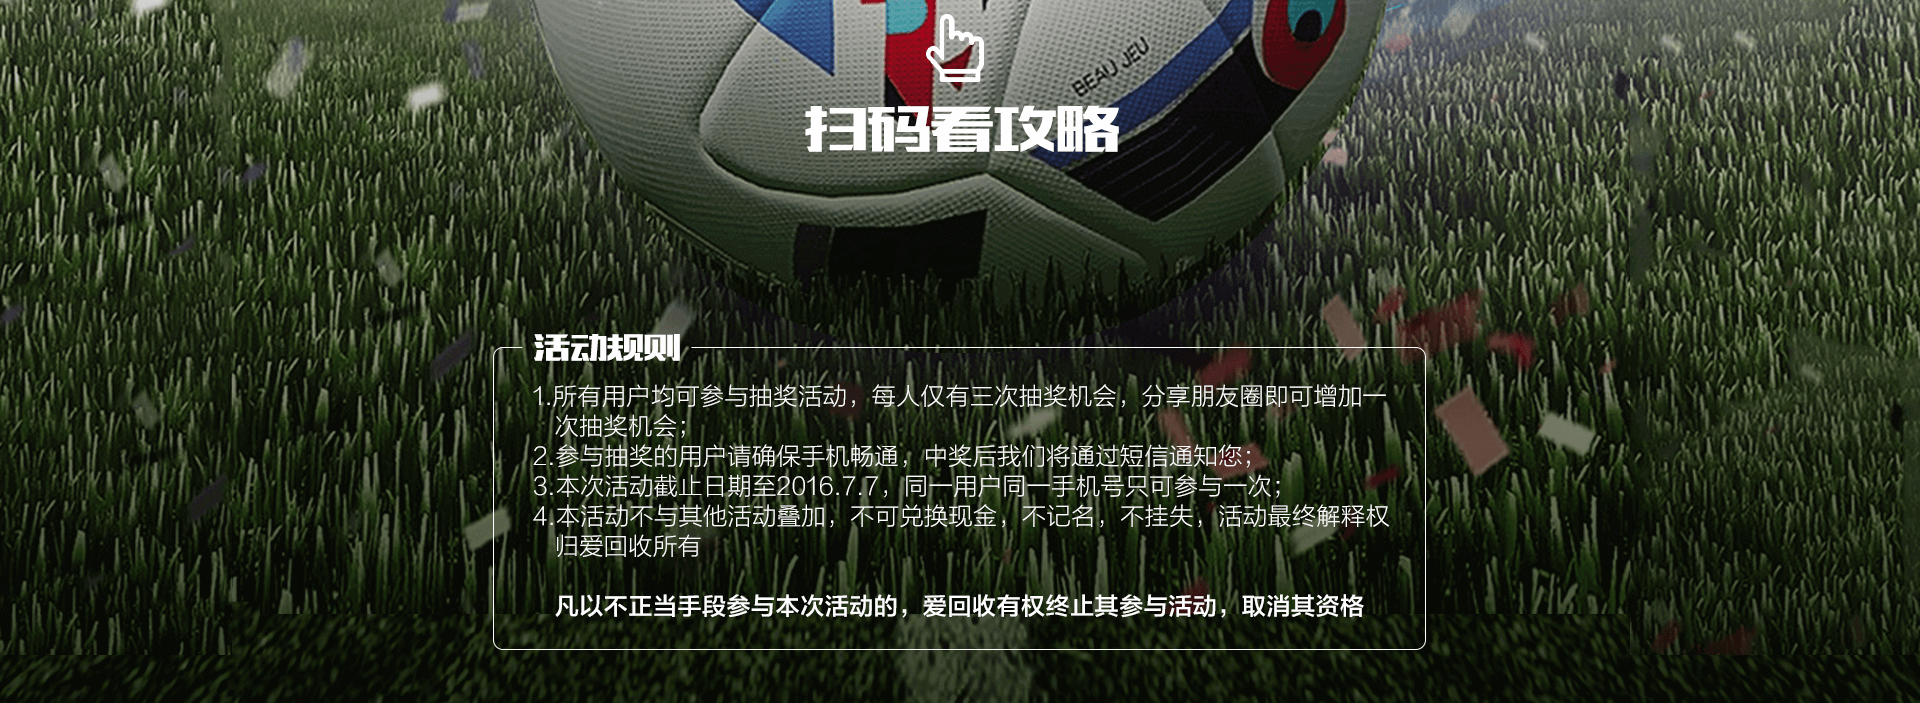 BEAU JEU
扫码看攻略
活动规则
1.所有用户均可参与抽奖活动，每人仅有三次抽奖机会，分享朋友圈即可增加一
次抽奖机会；
2.参与抽奖的用户请确保手机畅通，中奖后我们将通过短信通知您；
3.本次活动截止日期至2016.7.7，同一用户同一手机号只可参与一次；
4.本活动不与其他活动叠加，不可兑换现金，不记名，不挂失，活动最终解释权
归爱回收所有
凡以不正当手段参与本次活动的，爱回收有权终止其参与活动，取消其资格